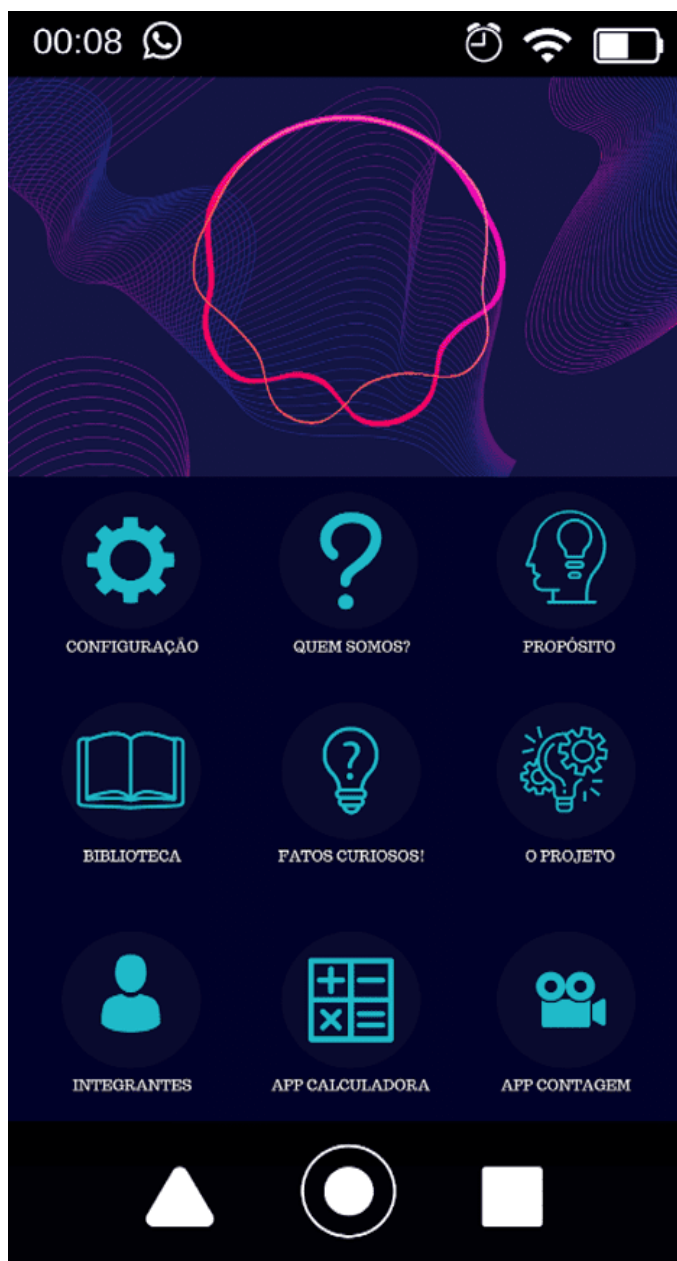 00:08
CONFIGURAÇÃO
QUEM SOMOS?
PROPÓSITO
BIBLIOTECA
FATOS CURIOSOS!
O PROJETO
INTEGRANTES
APP CALCULADORA
APP CONTAGEM